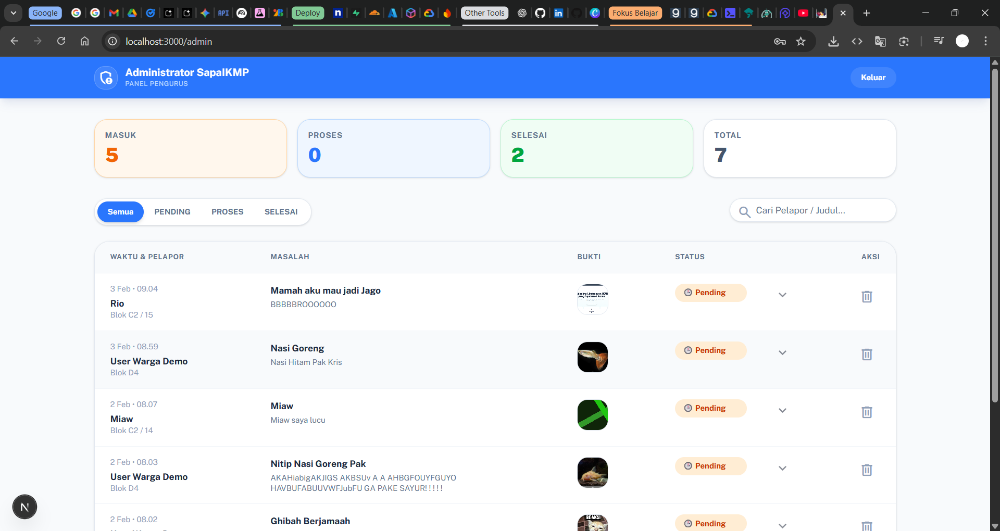 Google
API
Deploy
n
Other Tools
Fokus Belajar
localhost:3000/admin
Administrator SapaIKMP
PANEL PENGURUS
Keluar
MASUK
5
PROSES
0
SELESAI
2
TOTAL
7
Semua
PENDING
PROSES
SELESAI
Cari Pelapor / Judul...
WAKTU & PELAPOR
MASALAH
BUKTI
STATUS
AKSI
3 Feb • 09.04
Rio
Blok C2 / 15
Mamah aku mau jadi Jago
BBBBBROOOOOO
Pending
3 Feb • 08.59
User Warga Demo
Blok D4
Nasi Goreng
Nasi Hitam Pak Kris
Pending
2 Feb • 08.07
Miaw
Blok C2 / 14
Miaw
Miaw saya lucu
Pending
2 Feb • 08.03
User Warga Demo
Blok D4
Nitip Nasi Goreng Pak
AKAHiabigAKJIGS AKBSUv A A AHBGFOUYFGUYO
HAVBUFABUUVWFJubFU GA PAKE SAYUR!!!!!
Pending
2 Feb • 08.02
Ghibah Berjamaah
REAKSI
Pending
N